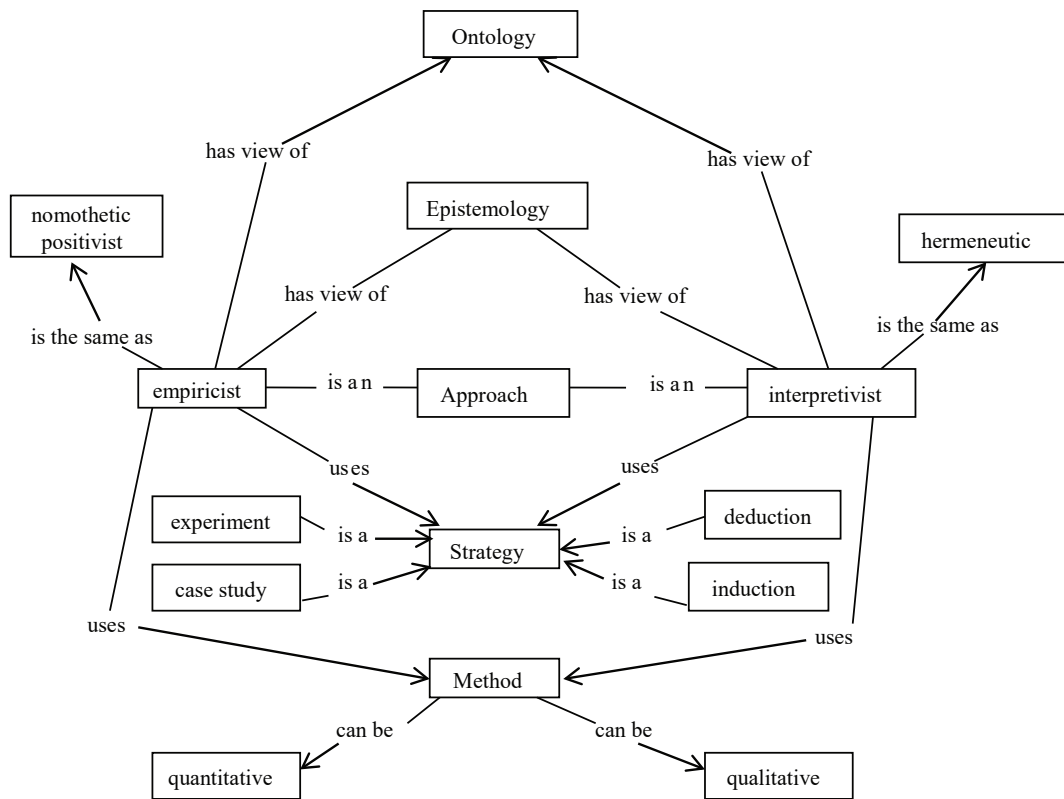 Ontology
has view of
has view of
nomothetic
positivist
Epistemology
hermeneutic
has view of
has view of
is the same as
is the same as
empiricist
is an
Approach
is an
interpretivist
uses
uses
experiment
is a
Strategy
is a
deduction
case study
is a
is a
induction
uses
uses
Method
can be
can be
quantitative
qualitative